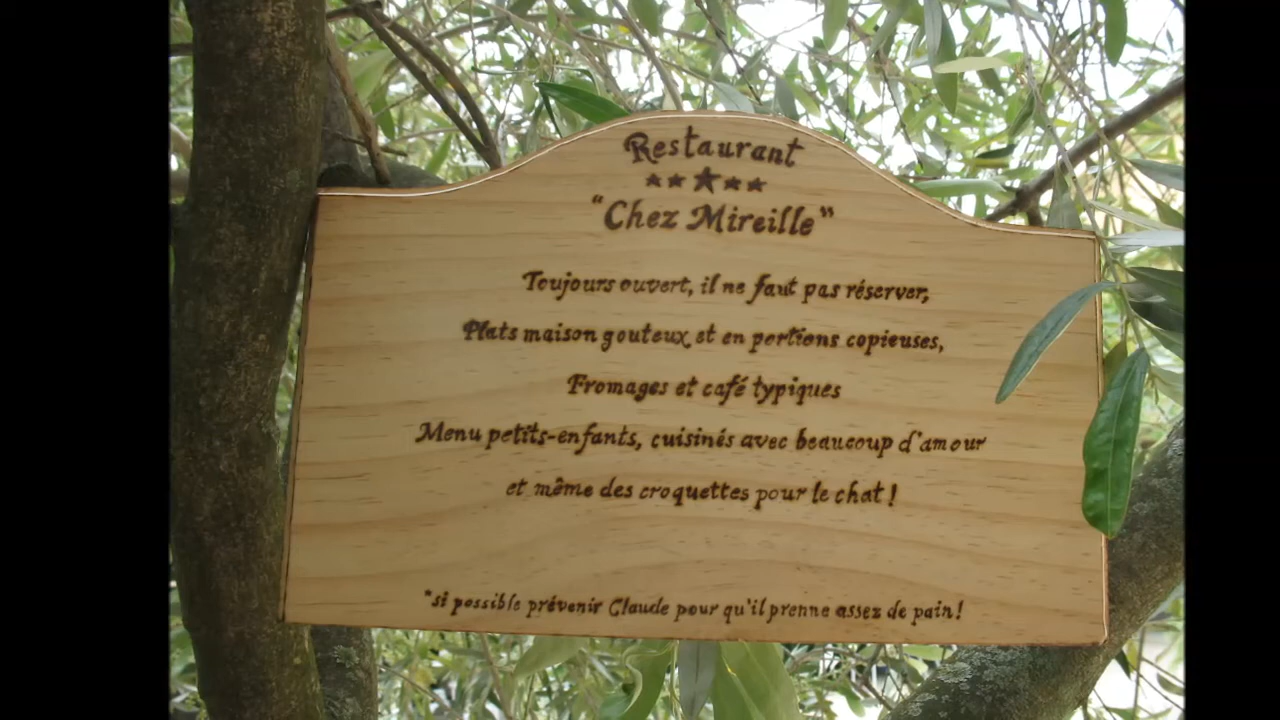 Restaurant
★★★★★
"Chez Mireille"
Toujours ouvert, il ne faut pas réserver,
Plats maison gouteux et en portions copieuses,
Fromages et café typiques
Menu petits-enfants, cuisinés avec beaucoup d'amour
et même des croquettes pour le chat !
*si possible prévenir Claude pour qu'il prenne assez de pain !